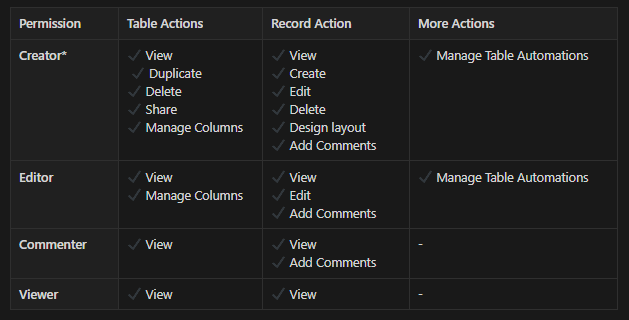 Permission Table Actions Record Action More Actions
Creator* ✓ View ✓ View ✓ Manage Table Automations
✓ Duplicate ✓ Create
✓ Delete ✓ Edit
✓ Share ✓ Delete
✓ Manage Columns ✓ Design layout
✓ Add Comments
Editor ✓ View ✓ View ✓ Manage Table Automations
✓ Manage Columns ✓ Edit
✓ Add Comments
Commenter ✓ View ✓ View -
✓ Add Comments
Viewer ✓ View ✓ View -